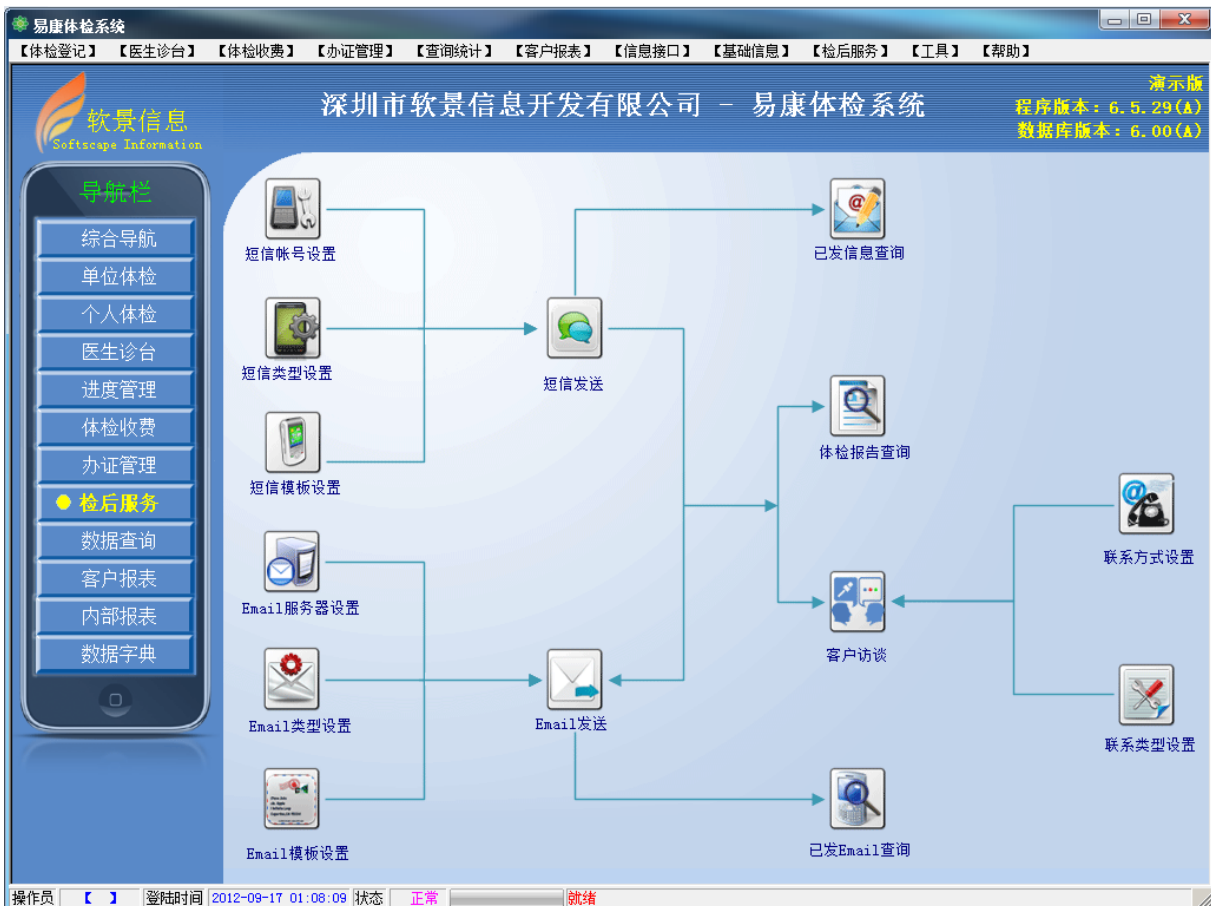 易康体检系统
【体检登记】 【医生诊台】 【体检收费】 【办证管理】 【查询统计】 【客户报表】 【信息接口】 【基础信息】 【检后服务】 【工具】 【帮助】
软景信息
Softscape Information
深圳市软景信息开发有限公司 - 易康体检系统
演示版
程序版本：6.5.29(A)
数据库版本：6.00(A)
导航栏
综合导航
单位体检
个人体检
医生诊台
进度管理
体检收费
办证管理
检后服务
数据查询
客户报表
内部报表
数据字典
短信帐号设置
短信类型设置
短信模板设置
Email服务器设置
Email类型设置
Email模板设置
短信发送
Email发送
已发信息查询
体检报告查询
客户访谈
已发Email查询
联系方式设置
联系类型设置
操作员 【 】 登陆时间 2012-09-17 01:08:09 状态 正常 就绪